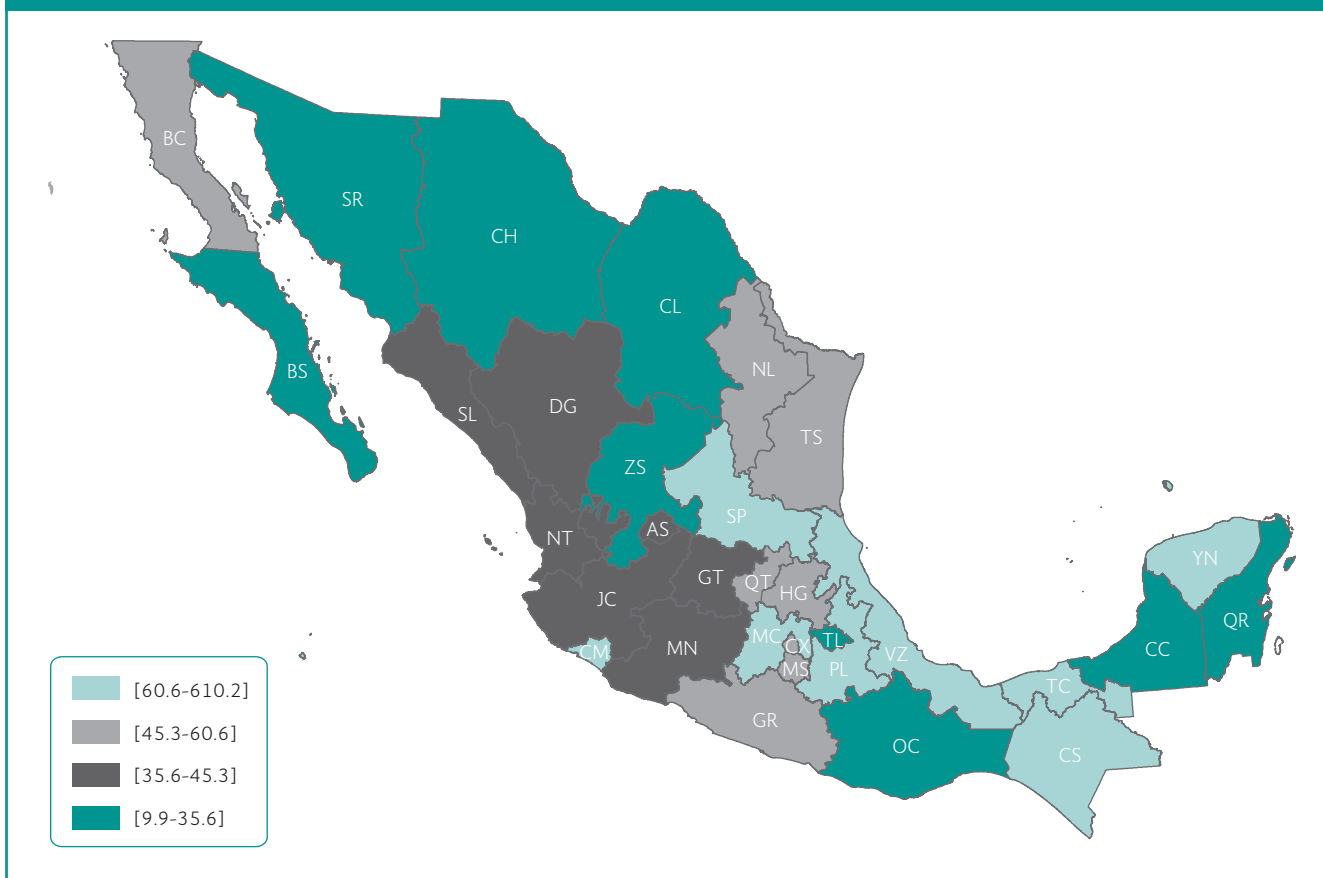 BC
SR
CH
CL
BS
NL
DG
SL
TS
ZS
SP
AS
NT
YN
GT
QT
HG
JC
QR
MC
TL
CX
CM
MN
CC
VZ
MS
PL
TC
[60.6-610.2]
GR
[45.3-60.6]
OC
CS
[35.6-45.3]
[9.9-35.6]